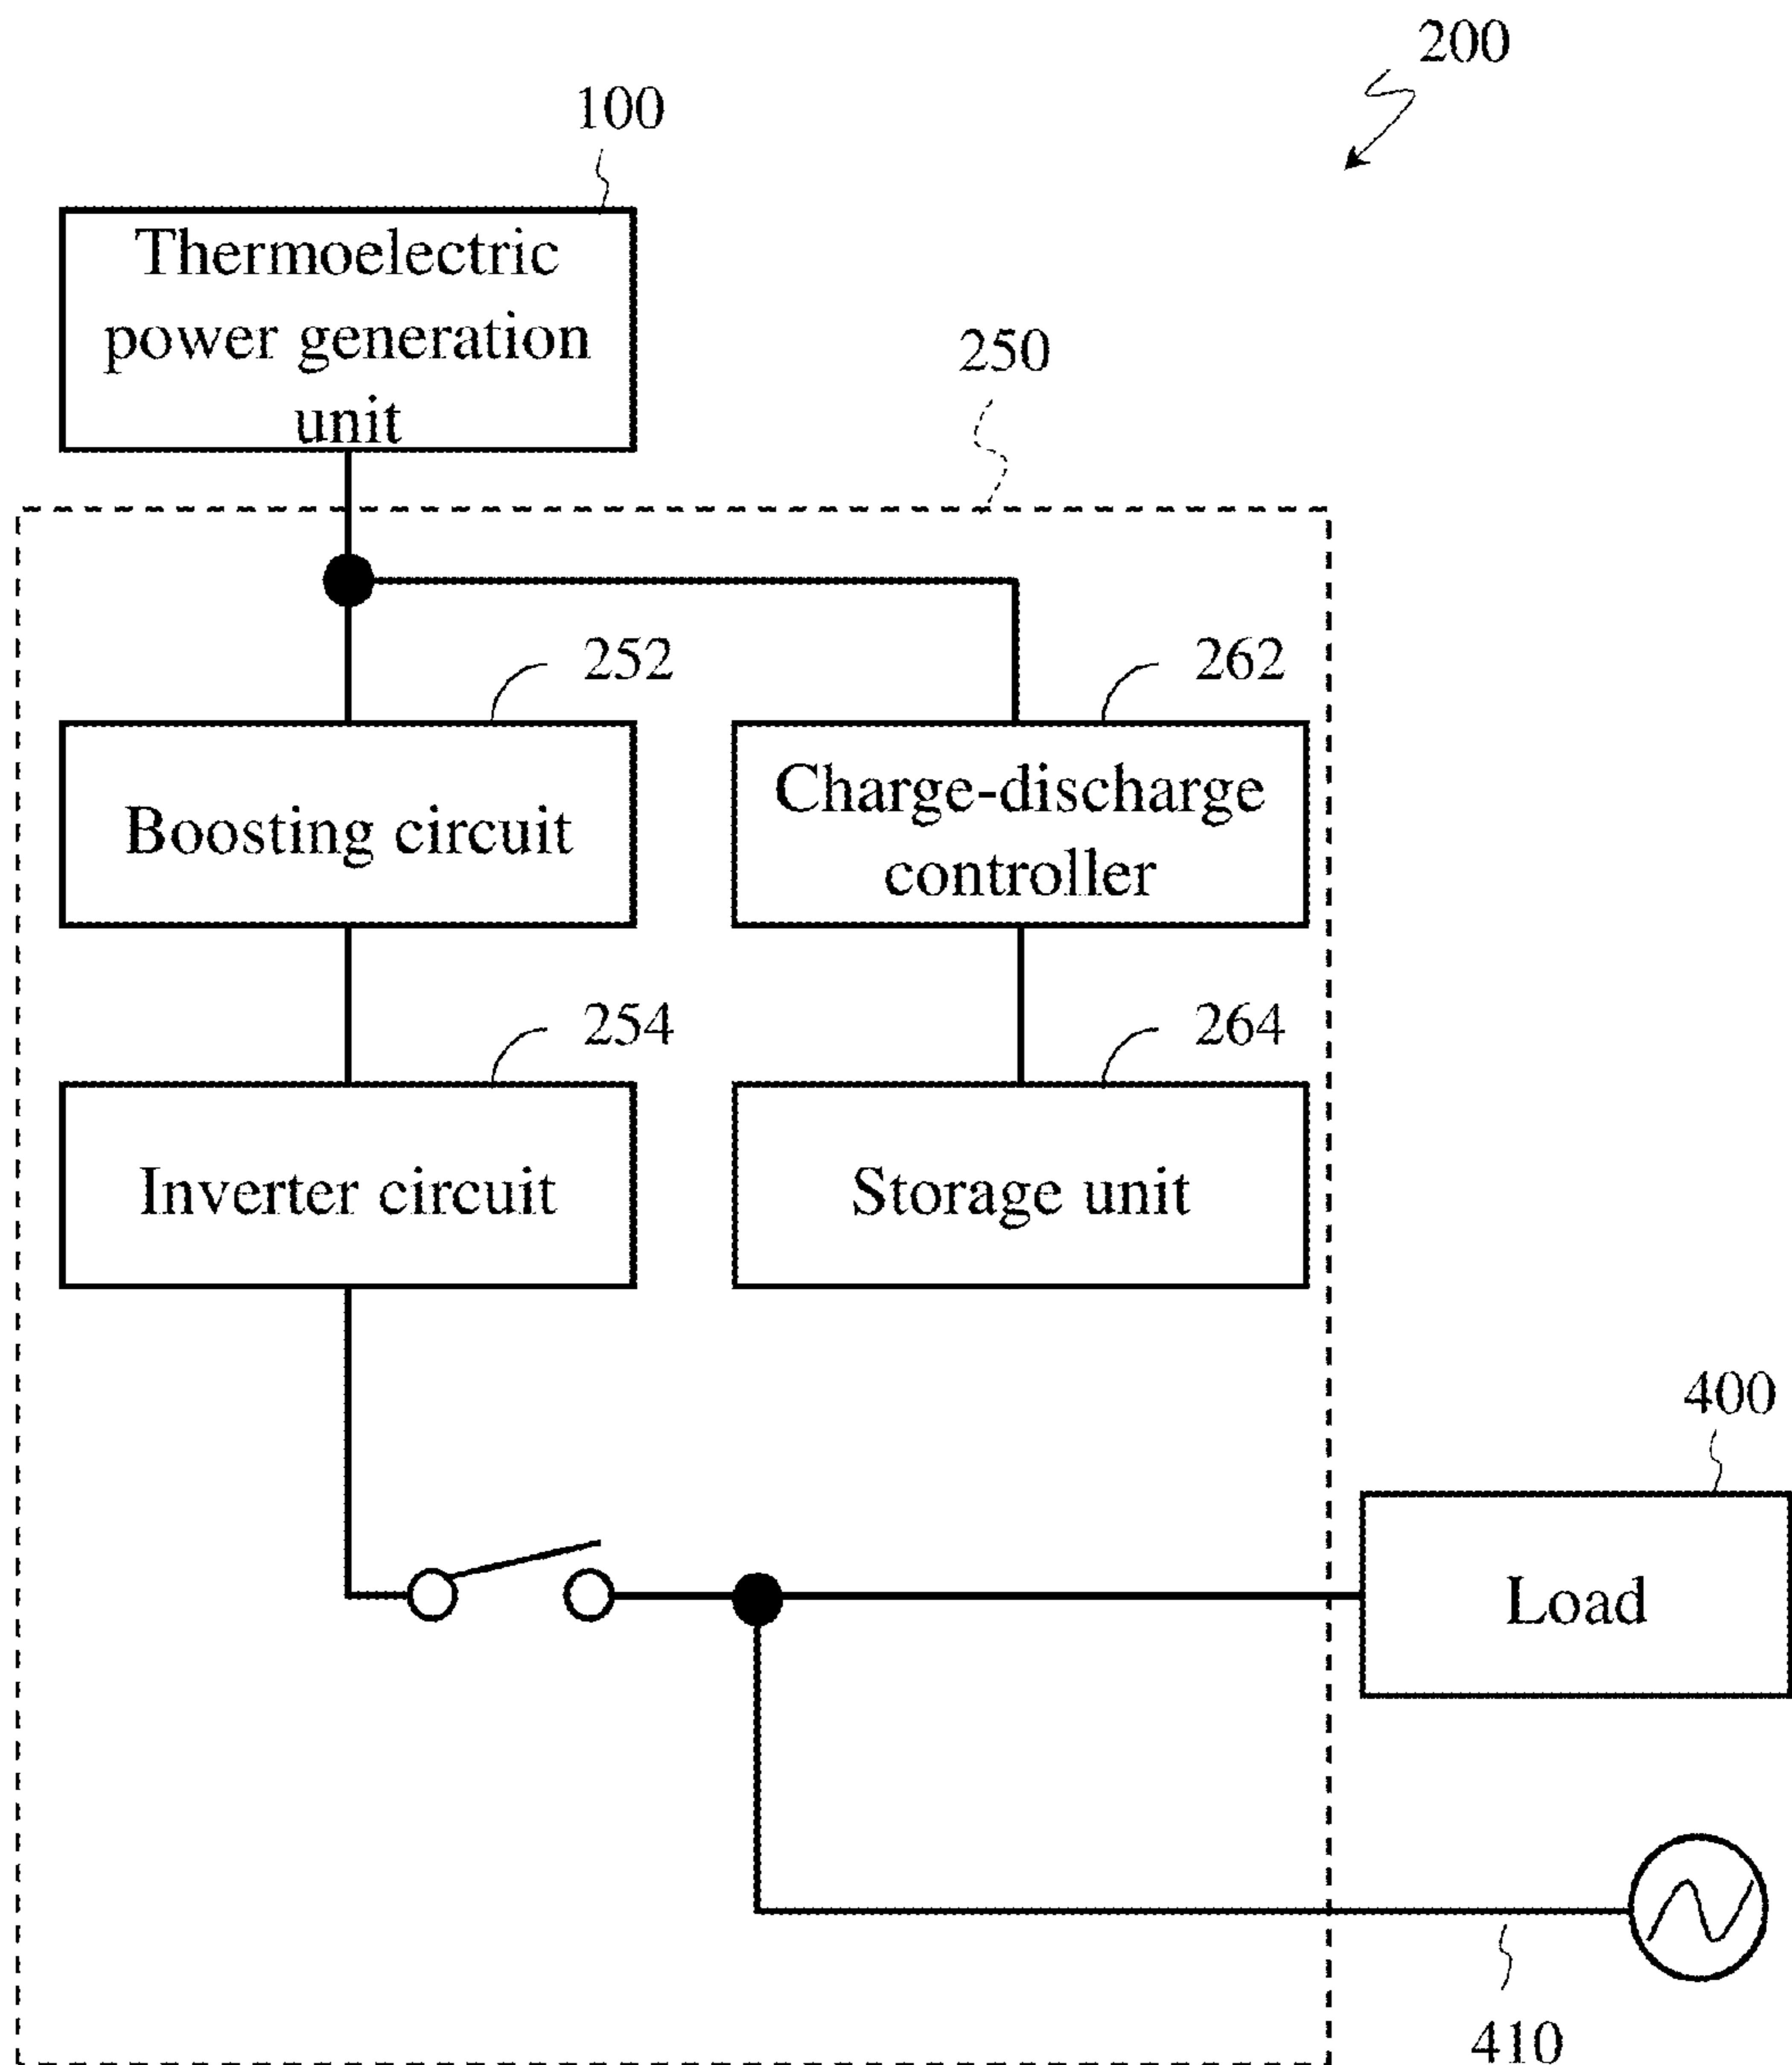 200
100
Thermoelectric
power generation
unit
250
252
262
Boosting circuit
Charge-discharge
controller
254
264
Inverter circuit
Storage unit
400
Load
410